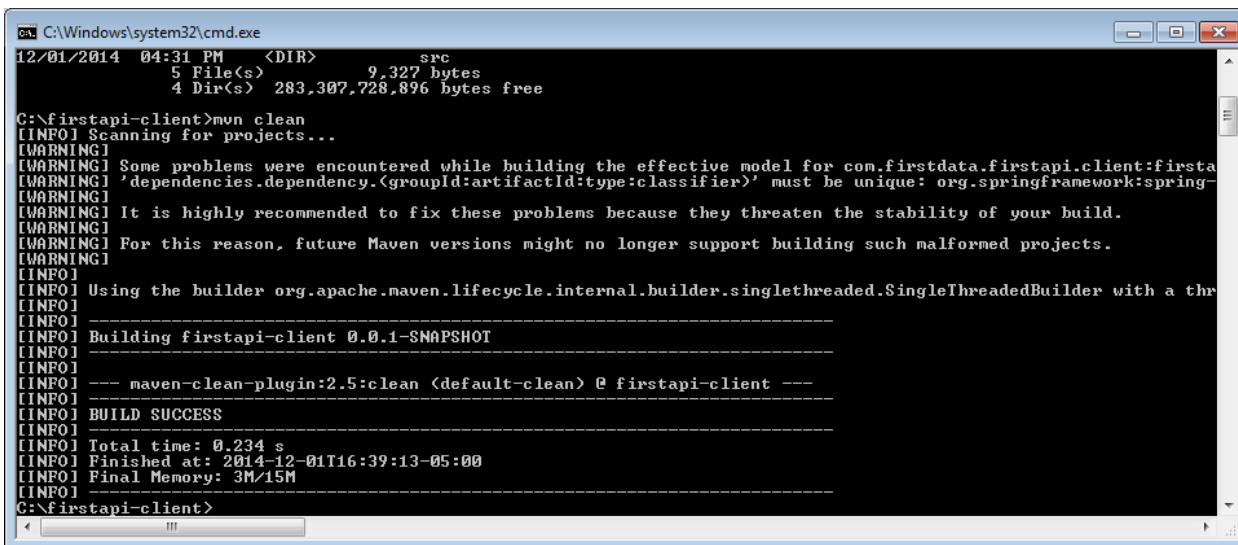 C:\Windows\system32\cmd.exe
12/01/2014  04:31 PM    <DIR>          src
               5 File(s)          9,327 bytes
               4 Dir(s)  283,307,728,896 bytes free
C:\firstapi-client>mvn clean
[INFO] Scanning for projects...
[WARNING]
[WARNING] Some problems were encountered while building the effective model for com.firstdata.firstapi.client:firsta
[WARNING] 'dependencies.dependency.(groupId:artifactId:type:classifier)' must be unique: org.springframework:spring-
[WARNING]
[WARNING] It is highly recommended to fix these problems because they threaten the stability of your build.
[WARNING]
[WARNING] For this reason, future Maven versions might no longer support building such malformed projects.
[WARNING]
[INFO]
[INFO] Using the builder org.apache.maven.lifecycle.internal.builder.singlethreaded.SingleThreadedBuilder with a thr
[INFO]
[INFO] ------------------------------------------------------------------------
[INFO] Building firstapi-client 0.0.1-SNAPSHOT
[INFO] ------------------------------------------------------------------------
[INFO]
[INFO] --- maven-clean-plugin:2.5:clean (default-clean) @ firstapi-client ---
[INFO] ------------------------------------------------------------------------
[INFO] BUILD SUCCESS
[INFO] ------------------------------------------------------------------------
[INFO] Total time: 0.234 s
[INFO] Finished at: 2014-12-01T16:39:13-05:00
[INFO] Final Memory: 3M/15M
[INFO] ------------------------------------------------------------------------
C:\firstapi-client>